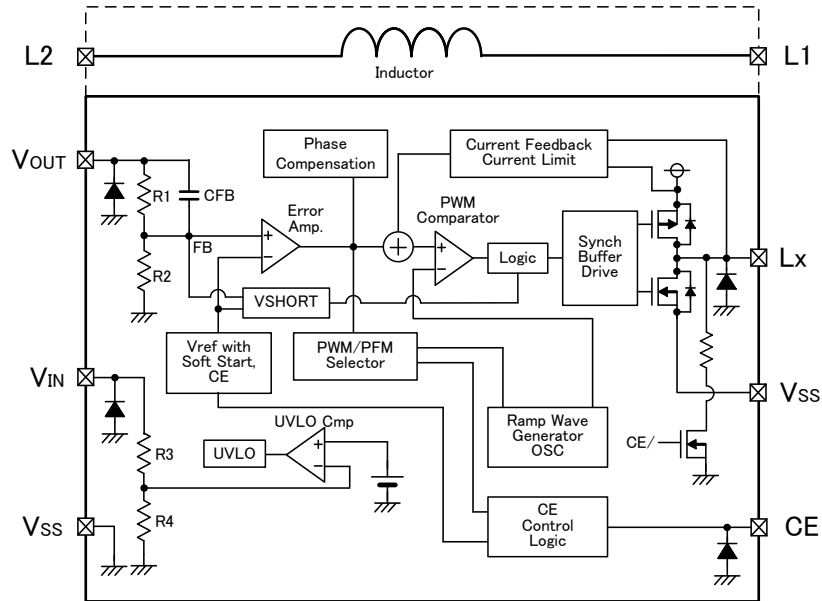 L2
L1
Inductor
VOUT
Phase
Compensation
Current Feedback
Current Limit
R1
CFB
Error
Amp.
PWM
Comparator
+
−
FB
+
+
−
Logic
Synch
Buffer
Drive
Lx
R2
VSHORT
Vref with
Soft Start,
CE
PWM/PFM
Selector
VIN
VSS
UVLO Cmp
Ramp Wave
Generator
OSC
CE/
R3
UVLO
+
−
VSS
R4
CE
Control
Logic
CE